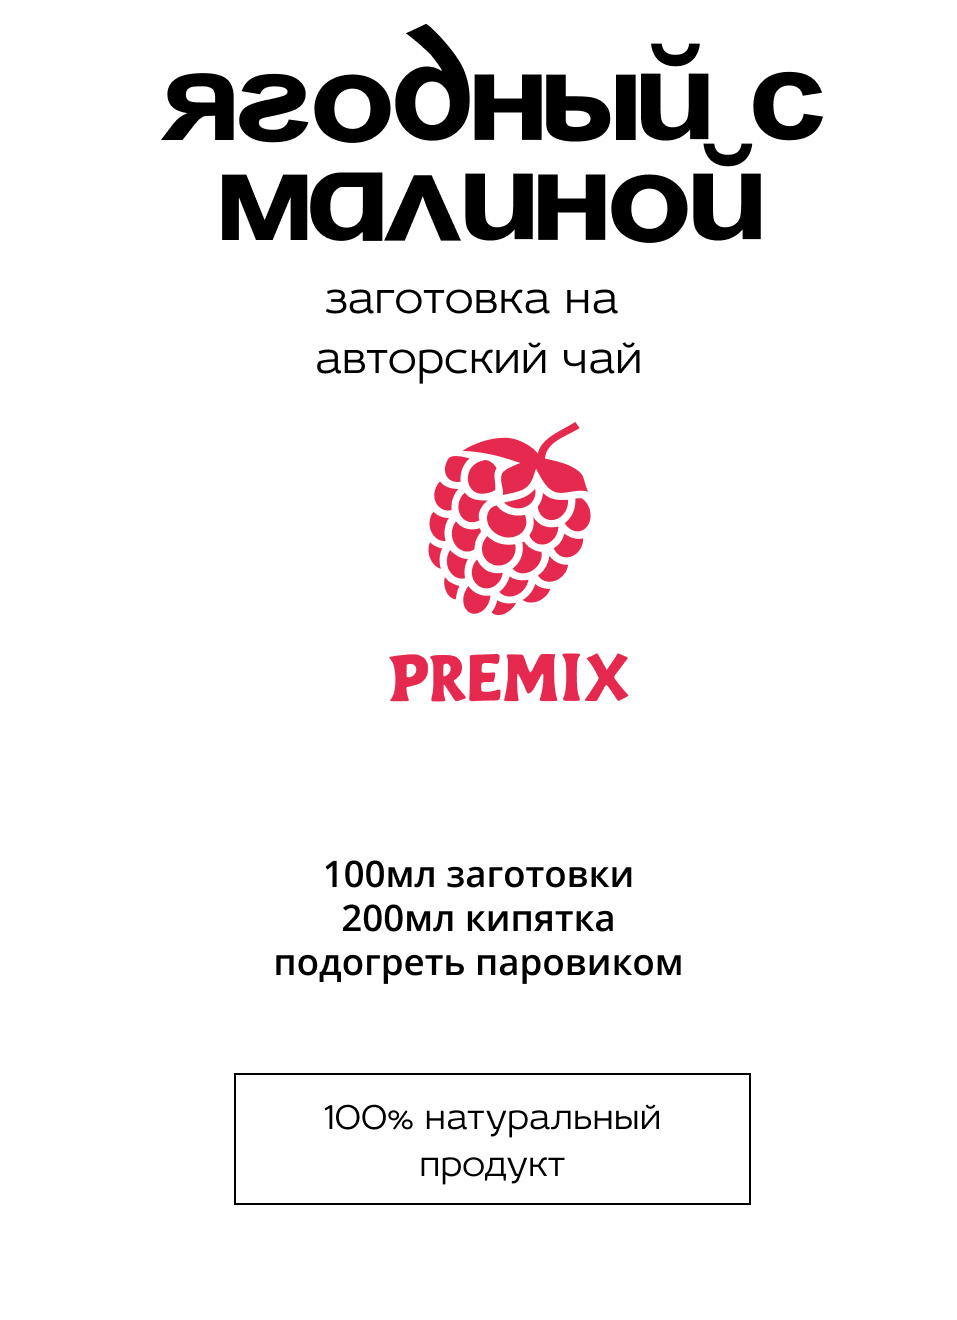 ягодный с
малиной
заготовка на
авторский чай
PREMIX
100мл заготовки
200мл кипятка
подогреть паровиком
100% натуральный
продукт